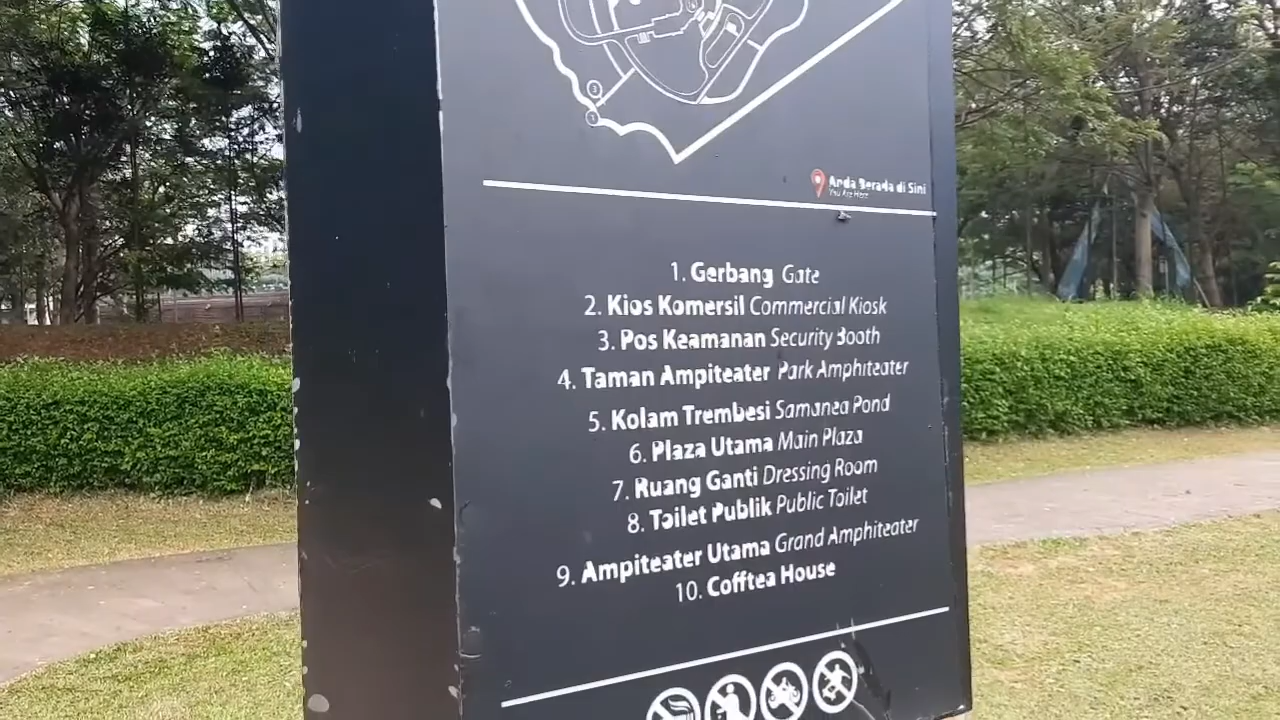 3
1
Anda Berada di Sini
You Are Here
1. Gerbang Gate
2. Kios Komersil Commercial Kiosk
3. Pos Keamanan Security Booth
4. Taman Ampiteater Park Amphiteater
5. Kolam Trembesi Samanea Pond
6. Plaza Utama Main Plaza
7. Ruang Ganti Dressing Room
8. Toilet Publik Public Toilet
9. Ampiteater Utama Grand Amphiteater
10. Cofftea House